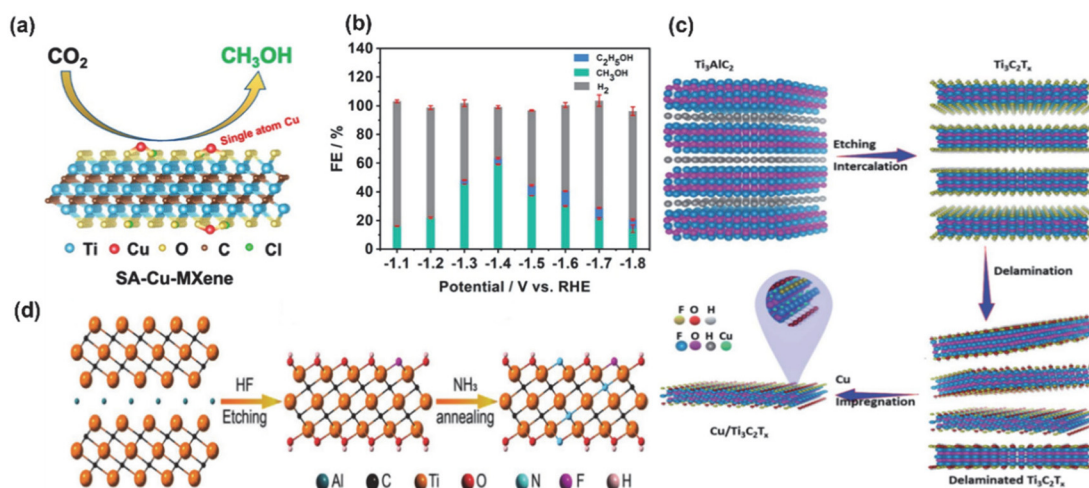 (a)
CO₂
CH₃OH
Single atom Cu
Ti
Cu
O
C
Cl
SA-Cu-MXene
(b)
140
120
100
80
60
40
20
0
FE / %
C₂H₅OH
CH₃OH
H₂
-1.1 -1.2 -1.3 -1.4 -1.5 -1.6 -1.7 -1.8
Potential / V vs. RHE
(c)
Ti₃AlC₂
Etching
Intercalation
Ti₃C₂Tₓ
Delamination
Delaminated Ti₃C₂Tₓ
Cu
Impregnation
F O H
F O H Cu
Cu/Ti₃C₂Tₓ
(d)
HF
Etching
NH₃
annealing
Al
C
Ti
O
N
F
H